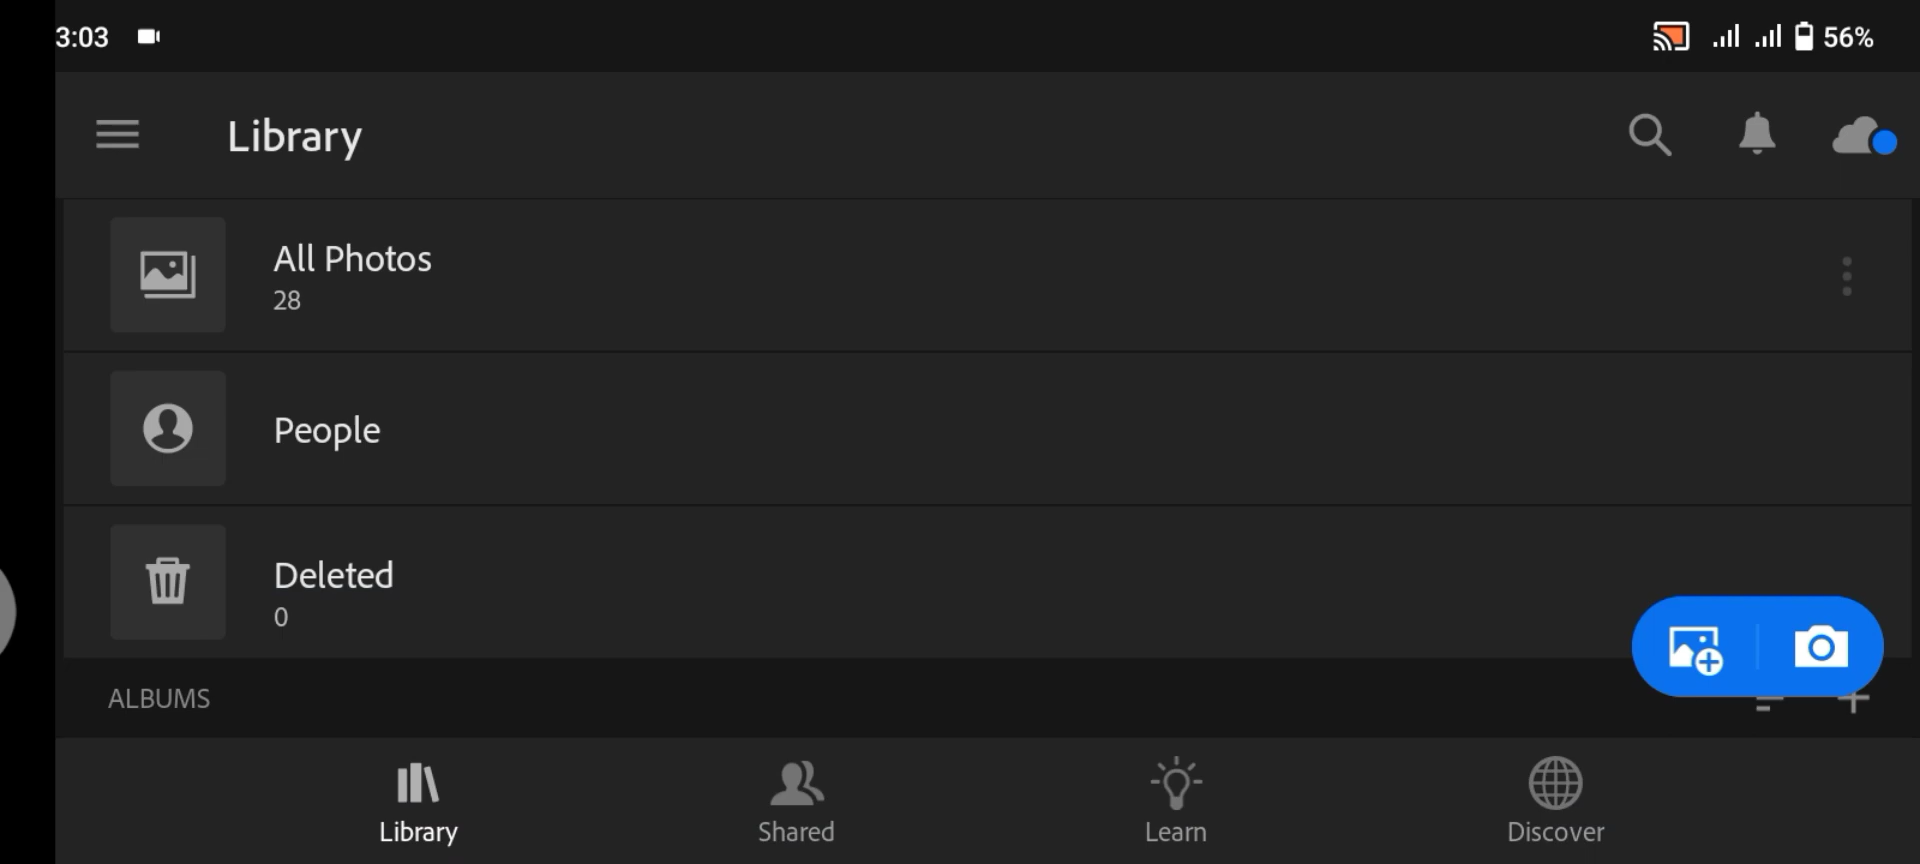 3:03
56%
Library
All Photos
28
People
Deleted
0
ALBUMS
Library
Shared
Learn
Discover